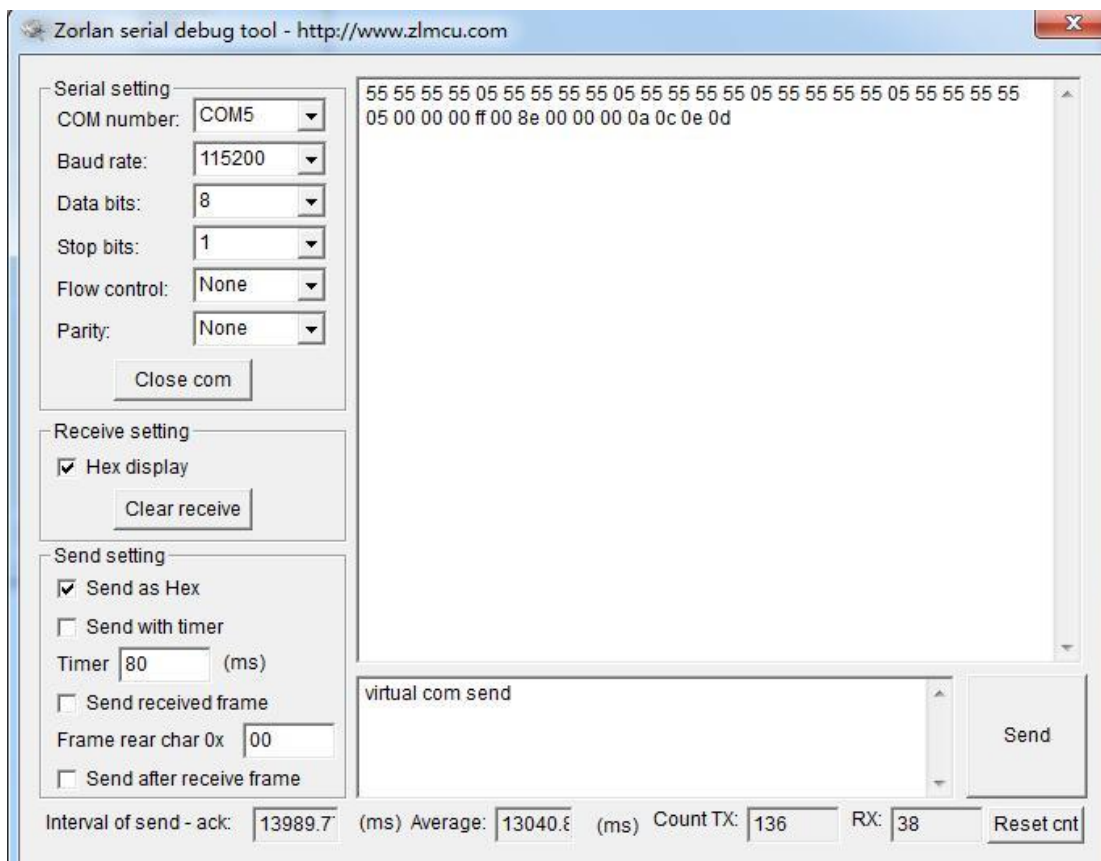 Zorlan serial debug tool - http://www.zlmcu.com
Serial setting
COM number: COM5
Baud rate: 115200
Data bits: 8
Stop bits: 1
Flow control: None
Parity: None
Close com
Receive setting
Hex display
Clear receive
Send setting
Send as Hex
Send with timer
Timer 80 (ms)
Send received frame
Frame rear char 0x 00
Send after receive frame
55 55 55 55 05 55 55 55 55 05 55 55 55 55 05 55 55 55 55 05 55 55 55 55
05 00 00 00 ff 00 8e 00 00 00 0a 0c 0e 0d
virtual com send
Send
Interval of send - ack: 13989.7 (ms) Average: 13040.8 (ms) Count TX: 136 RX: 38 Reset cnt